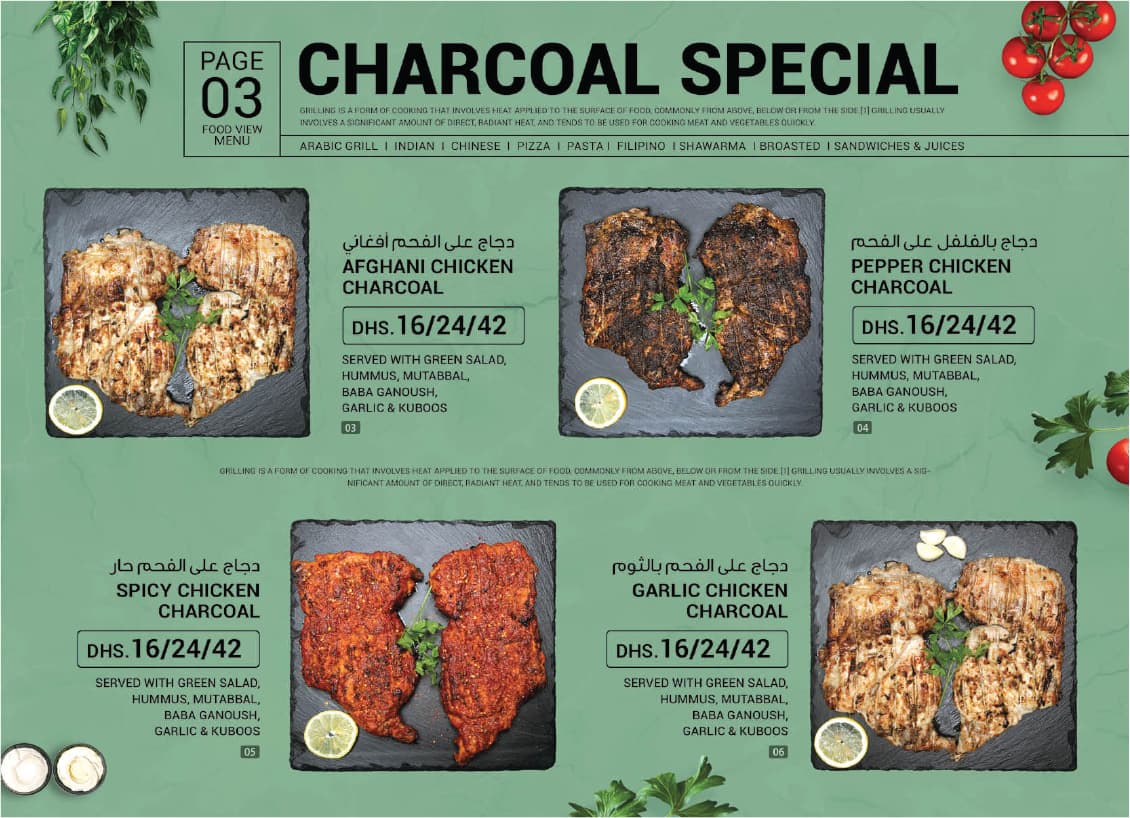 PAGE
03
FOOD VIEW
MENU
CHARCOAL SPECIAL
GRILLING IS A FORM OF COOKING THAT INVOLVES HEAT APPLIED TO THE SURFACE OF FOOD, COMMONLY FROM ABOVE, BELOW OR FROM THE SIDE.[1] GRILLING USUALLY
INVOLVES A SIGNIFICANT AMOUNT OF DIRECT, RADIANT HEAT, AND TENDS TO BE USED FOR COOKING MEAT AND VEGETABLES QUICKLY.
ARABIC GRILL I INDIAN I CHINESE I PIZZA I PASTA I FILIPINO I SHAWARMA I BROASTED I SANDWICHES & JUICES
دجاج على الفحم أفغاني
AFGHANI CHICKEN
CHARCOAL
DHS.16/24/42
SERVED WITH GREEN SALAD,
HUMMUS, MUTABBAL,
BABA GANOUSH,
GARLIC & KUBOOS
03
دجاج بالفلفل على الفحم
PEPPER CHICKEN
CHARCOAL
DHS.16/24/42
SERVED WITH GREEN SALAD,
HUMMUS, MUTABBAL,
BABA GANOUSH,
GARLIC & KUBOOS
04
GRILLING IS A FORM OF COOKING THAT INVOLVES HEAT APPLIED TO THE SURFACE OF FOOD, COMMONLY FROM ABOVE, BELOW OR FROM THE SIDE.[1] GRILLING USUALLY INVOLVES A SIG-
NIFICANT AMOUNT OF DIRECT, RADIANT HEAT, AND TENDS TO BE USED FOR COOKING MEAT AND VEGETABLES QUICKLY.
دجاج على الفحم حار
SPICY CHICKEN
CHARCOAL
DHS.16/24/42
SERVED WITH GREEN SALAD,
HUMMUS, MUTABBAL,
BABA GANOUSH,
GARLIC & KUBOOS
05
دجاج على الفحم بالثوم
GARLIC CHICKEN
CHARCOAL
DHS.16/24/42
SERVED WITH GREEN SALAD,
HUMMUS, MUTABBAL,
BABA GANOUSH,
GARLIC & KUBOOS
06